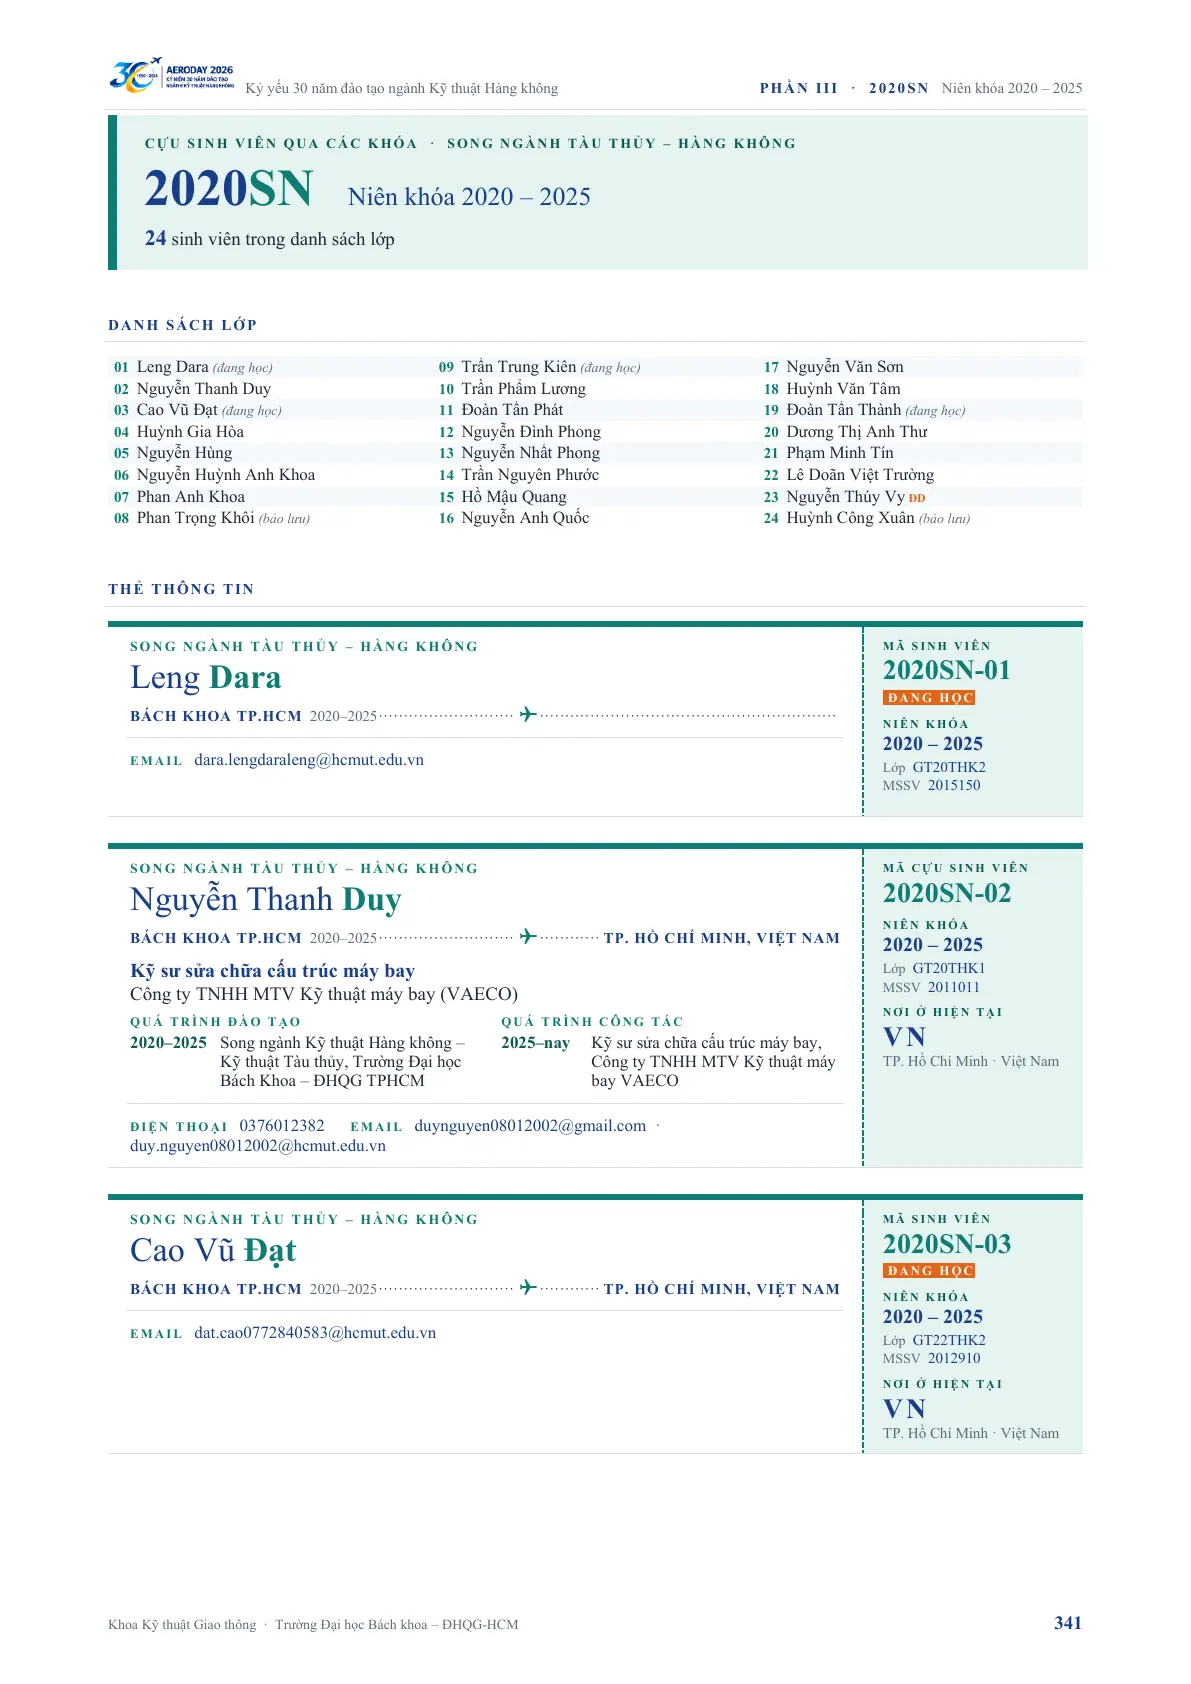 AERODAY 2026
1996 - 2026
KỶ NIỆM 30 NĂM ĐÀO TẠO
NGÀNH KỸ THUẬT HÀNG KHÔNG
Kỷ yếu 30 năm đào tạo ngành Kỹ thuật Hàng không
PHẦN III · 2020SN Niên khóa 2020 – 2025
CỰU SINH VIÊN QUA CÁC KHÓA · SONG NGÀNH TÀU THỦY – HÀNG KHÔNG
2020SN Niên khóa 2020 – 2025
24 sinh viên trong danh sách lớp
DANH SÁCH LỚP
01 Leng Dara (đang học)
02 Nguyễn Thanh Duy
03 Cao Vũ Đạt (đang học)
04 Huỳnh Gia Hòa
05 Nguyễn Hùng
06 Nguyễn Huỳnh Anh Khoa
07 Phan Anh Khoa
08 Phan Trọng Khôi (bảo lưu)
09 Trần Trung Kiên (đang học)
10 Trần Phẩm Lương
11 Đoàn Tấn Phát
12 Nguyễn Đình Phong
13 Nguyễn Nhất Phong
14 Trần Nguyên Phước
15 Hồ Mậu Quang
16 Nguyễn Anh Quốc
17 Nguyễn Văn Sơn
18 Huỳnh Văn Tâm
19 Đoàn Tấn Thành (đang học)
20 Dương Thị Anh Thư
21 Phạm Minh Tín
22 Lê Doãn Việt Trường
23 Nguyễn Thúy Vy ĐD
24 Huỳnh Công Xuân (bảo lưu)
THẺ THÔNG TIN
SONG NGÀNH TÀU THỦY – HÀNG KHÔNG
Leng Dara
BÁCH KHOA TP.HCM 2020–2025
EMAIL dara.lengdaraleng@hcmut.edu.vn
MÃ SINH VIÊN
2020SN-01
ĐANG HỌC
NIÊN KHÓA
2020 – 2025
Lớp GT20THK2
MSSV 2015150
SONG NGÀNH TÀU THỦY – HÀNG KHÔNG
Nguyễn Thanh Duy
BÁCH KHOA TP.HCM 2020–2025 TP. HỒ CHÍ MINH, VIỆT NAM
Kỹ sư sửa chữa cấu trúc máy bay
Công ty TNHH MTV Kỹ thuật máy bay (VAECO)
QUÁ TRÌNH ĐÀO TẠO
2020–2025 Song ngành Kỹ thuật Hàng không –
Kỹ thuật Tàu thủy, Trường Đại học
Bách Khoa – ĐHQG TPHCM
QUÁ TRÌNH CÔNG TÁC
2025–nay Kỹ sư sửa chữa cấu trúc máy bay,
Công ty TNHH MTV Kỹ thuật máy
bay VAECO
ĐIỆN THOẠI 0376012382 EMAIL duynguyen08012002@gmail.com ·
duy.nguyen08012002@hcmut.edu.vn
MÃ CỰU SINH VIÊN
2020SN-02
NIÊN KHÓA
2020 – 2025
Lớp GT20THK1
MSSV 2011011
NƠI Ở HIỆN TẠI
VN
TP. Hồ Chí Minh · Việt Nam
SONG NGÀNH TÀU THỦY – HÀNG KHÔNG
Cao Vũ Đạt
BÁCH KHOA TP.HCM 2020–2025 TP. HỒ CHÍ MINH, VIỆT NAM
EMAIL dat.cao0772840583@hcmut.edu.vn
MÃ SINH VIÊN
2020SN-03
ĐANG HỌC
NIÊN KHÓA
2020 – 2025
Lớp GT22THK2
MSSV 2012910
NƠI Ở HIỆN TẠI
VN
TP. Hồ Chí Minh · Việt Nam
Khoa Kỹ thuật Giao thông · Trường Đại học Bách khoa – ĐHQG-HCM
341